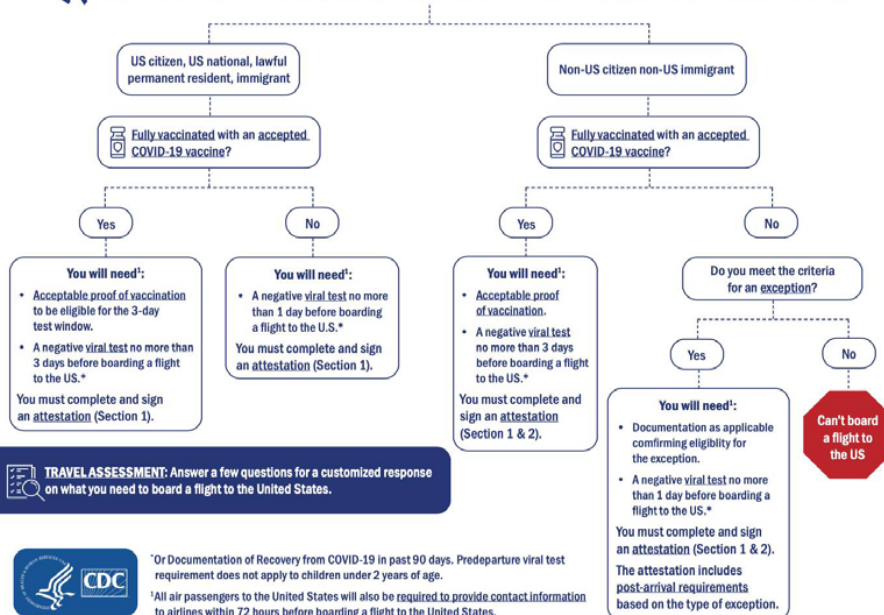 US citizen, US national, lawful
permanent resident, immigrant
Fully vaccinated with an accepted
COVID-19 vaccine?
Yes
No
You will need¹:
• Acceptable proof of vaccination
to be eligible for the 3-day
test window.
• A negative viral test no more than
3 days before boarding a flight
to the US.*
You must complete and sign
an attestation (Section 1).
You will need¹:
• A negative viral test no more
than 1 day before boarding
a flight to the U.S.*
You must complete and sign
an attestation (Section 1).
Non-US citizen non-US immigrant
Fully vaccinated with an accepted
COVID-19 vaccine?
Yes
No
You will need¹:
• Acceptable proof
of vaccination.
• A negative viral test
no more than 3 days
before boarding a flight
to the US.*
You must complete and
sign an attestation
(Section 1 & 2).
Do you meet the criteria
for an exception?
Yes
No
You will need¹:
• Documentation as applicable
comfirming eligiblity for
the exception.
• A negative viral test no more
than 1 day before boarding a
flight to the US.*
You must complete and sign
an attestation (Section 1 & 2).
The attestation includes
post-arrival requirements
based on the type of exception.
Can't board
a flight to
the US
TRAVEL ASSESSMENT: Answer a few questions for a customized response
on what you need to board a flight to the United States.
CDC
*Or Documentation of Recovery from COVID-19 in past 90 days. Predeparture viral test
requirement does not apply to children under 2 years of age.
¹All air passengers to the United States will also be required to provide contact information
to airlines within 72 hours before boarding a flight to the United States.